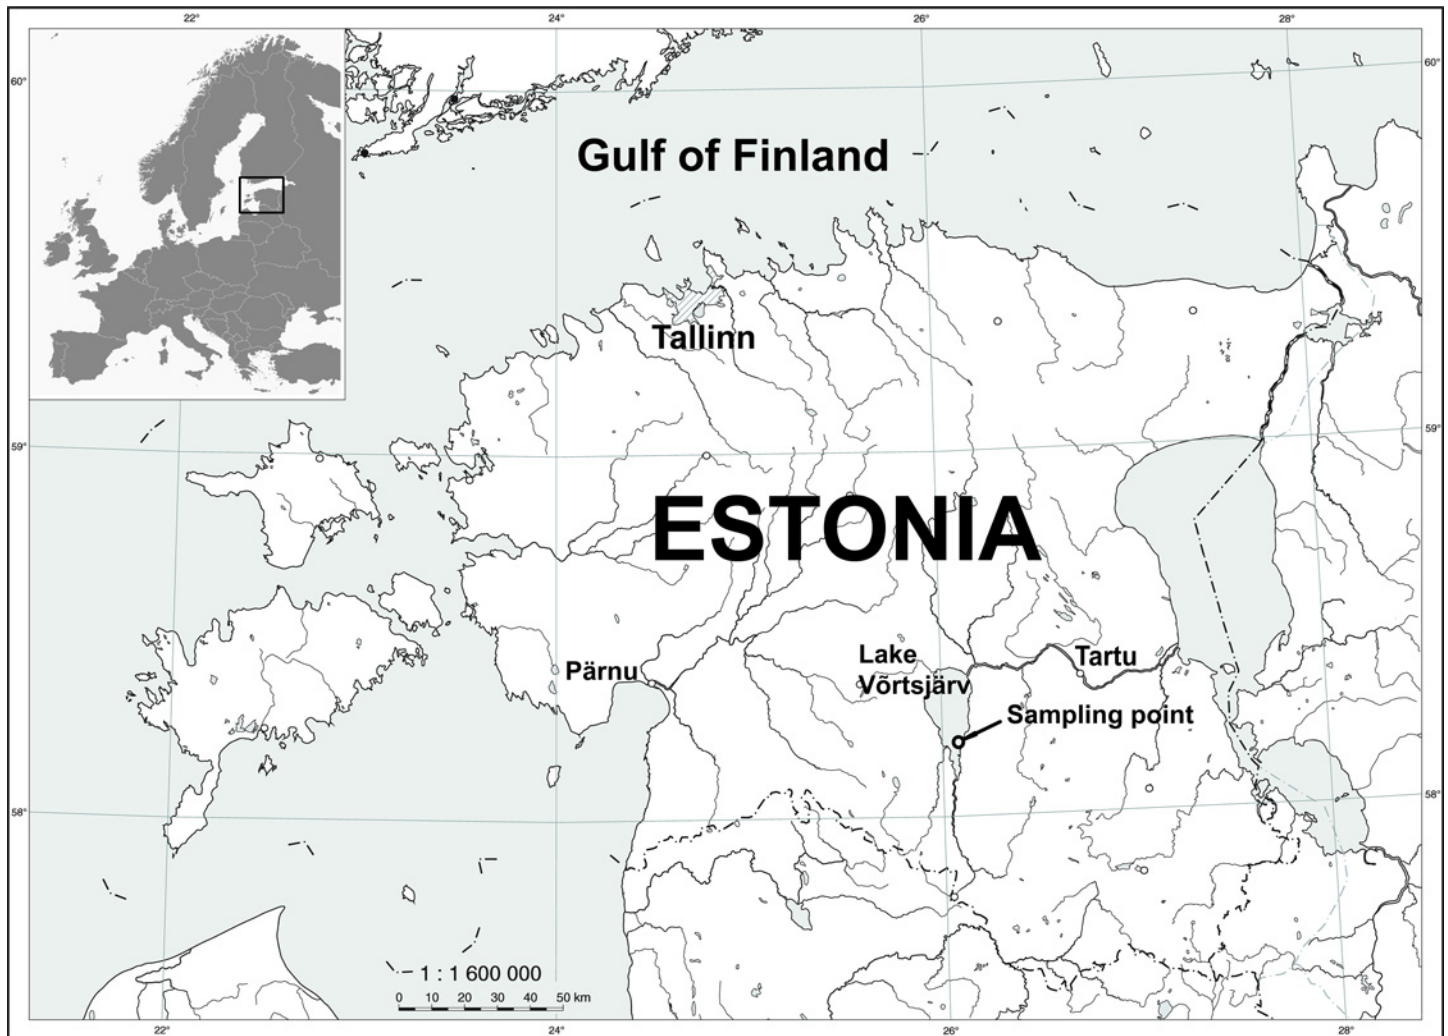 22°
24°
26°
28°
60°
60°
Gulf of Finland
Tallinn
59°
59°
ESTONIA
Lake
Võrtsjärv
Tartu
Pärnu
Sampling point
58°
58°
1 : 1 600 000
0 10 20 30 40 50 km
22°
24°
26°
28°